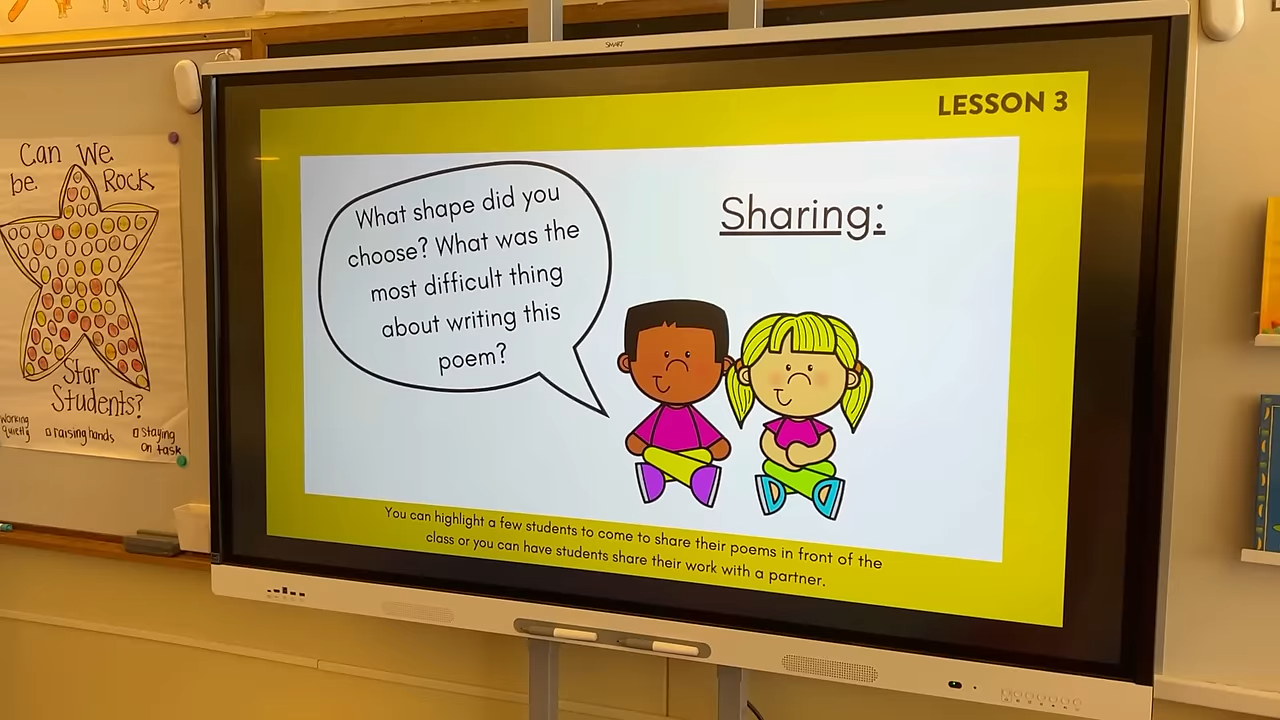 SMART
LESSON 3
Can We
be Rock
Star
Students?
working
quietly
raising hands
staying
on task
What shape did you
choose? What was the
most difficult thing
about writing this
poem?
Sharing:
You can highlight a few students to come to share their poems in front of the
class or you can have students share their work with a partner.